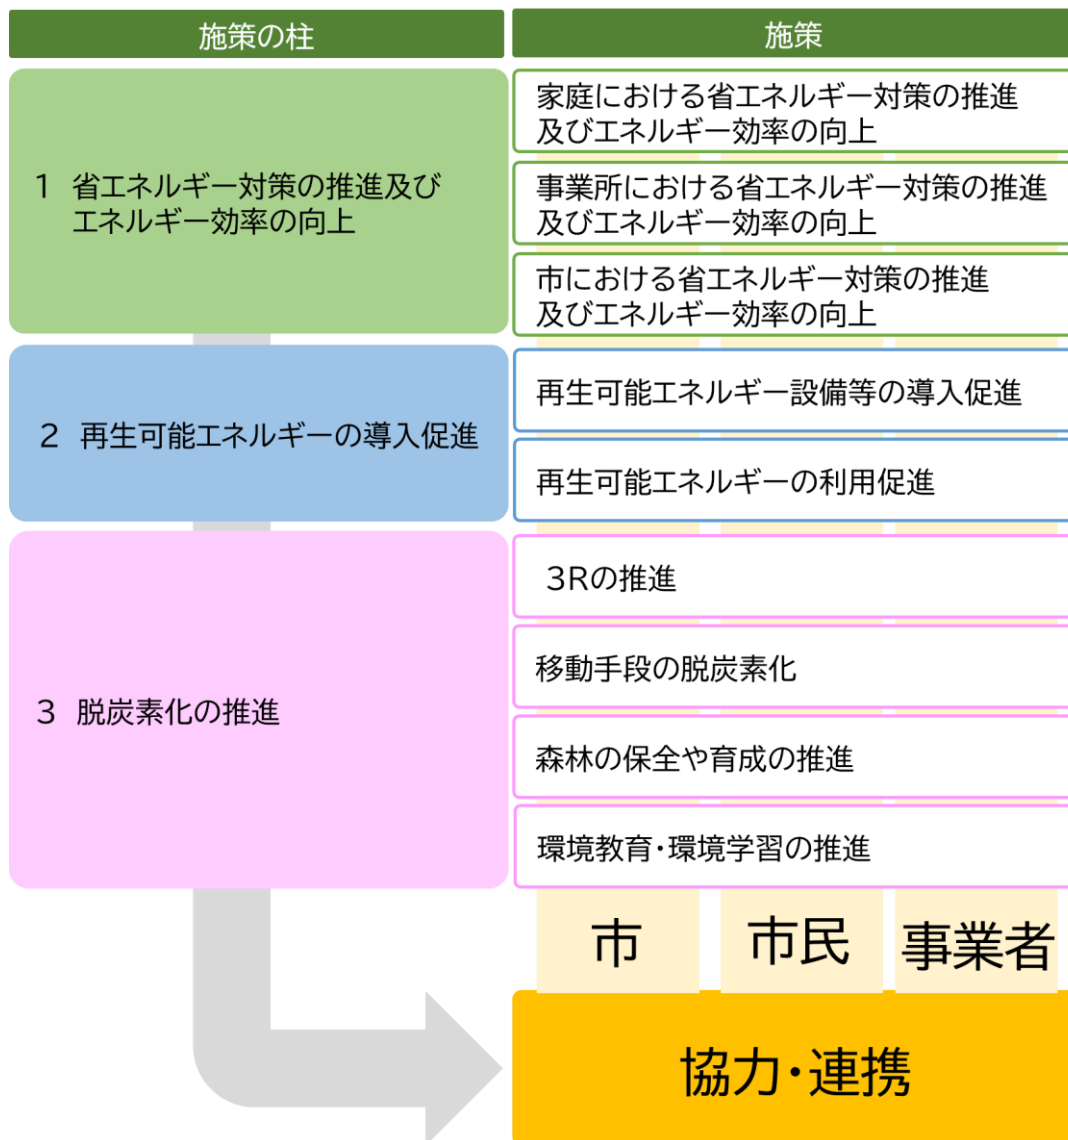 施策の柱
施策
1 省エネルギー対策の推進及び
エネルギー効率の向上
家庭における省エネルギー対策の推進
及びエネルギー効率の向上
事業所における省エネルギー対策の推進
及びエネルギー効率の向上
市における省エネルギー対策の推進
及びエネルギー効率の向上
2 再生可能エネルギーの導入促進
再生可能エネルギー設備等の導入促進
再生可能エネルギーの利用促進
3 脱炭素化の推進
3Rの推進
移動手段の脱炭素化
森林の保全や育成の推進
環境教育・環境学習の推進
市
市民
事業者
協力・連携